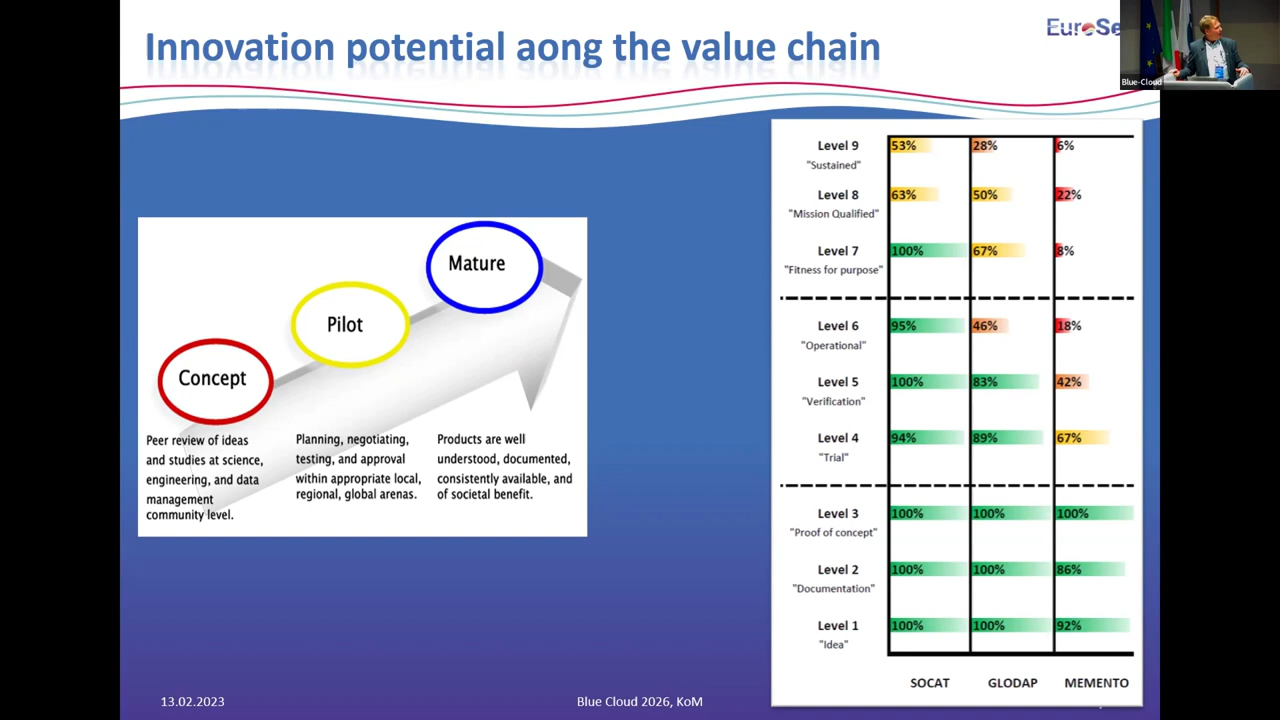 Innovation potential aong the value chain
EuroSe
Blue-Cloud
Mature
Pilot
Concept
Peer review of ideas
and studies at science,
engineering, and data
management
community level.
Planning, negotiating,
testing, and approval
within appropriate local,
regional, global arenas.
Products are well
understood, documented,
consistently available, and
of societal benefit.
Level 9 53% 28% 6%
"Sustained"
Level 8 63% 50% 22%
"Mission Qualified"
Level 7 100% 67% 8%
"Fitness for purpose"
Level 6 95% 46% 18%
"Operational"
Level 5 100% 83% 42%
"Verification"
Level 4 94% 89% 67%
"Trial"
Level 3 100% 100% 100%
"Proof of concept"
Level 2 100% 100% 86%
"Documentation"
Level 1 100% 100% 92%
"Idea"
SOCAT GLODAP MEMENTO
13.02.2023
Blue Cloud 2026, KoM